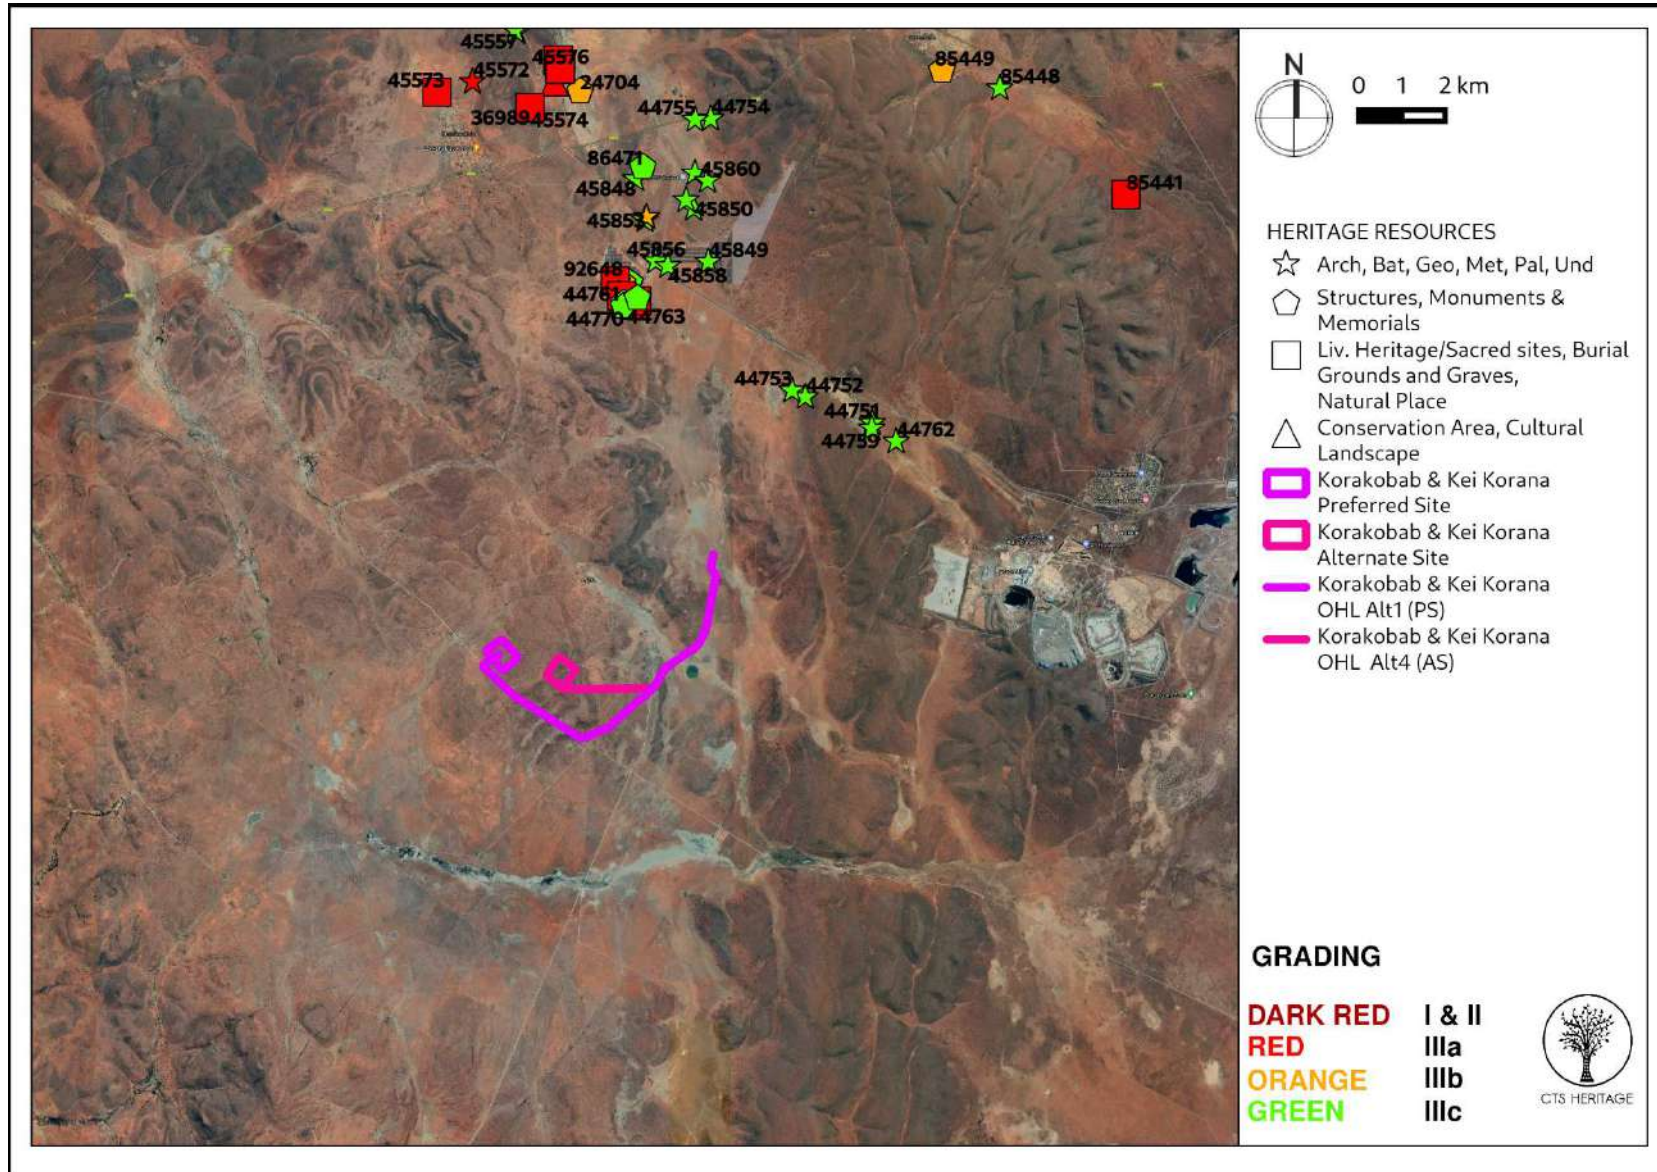 45557
45576
45572
45573
24704
36989
45574
44755
44754
85449
85448
86471
45860
45848
85441
45850
45852
45856
45849
92648
45858
44761
44770
44763
44753
44752
44751
44759
44762
N
0 1 2 km
HERITAGE RESOURCES
Arch, Bat, Geo, Met, Pal, Und
Structures, Monuments &
Memorials
Liv. Heritage/Sacred sites, Burial
Grounds and Graves,
Natural Place
Conservation Area, Cultural
Landscape
Korakobab & Kei Korana
Preferred Site
Korakobab & Kei Korana
Alternate Site
Korakobab & Kei Korana
OHL Alt1 (PS)
Korakobab & Kei Korana
OHL Alt4 (AS)
GRADING
DARK RED I & II
RED IIIa
ORANGE IIIb
GREEN IIIc
CTS HERITAGE